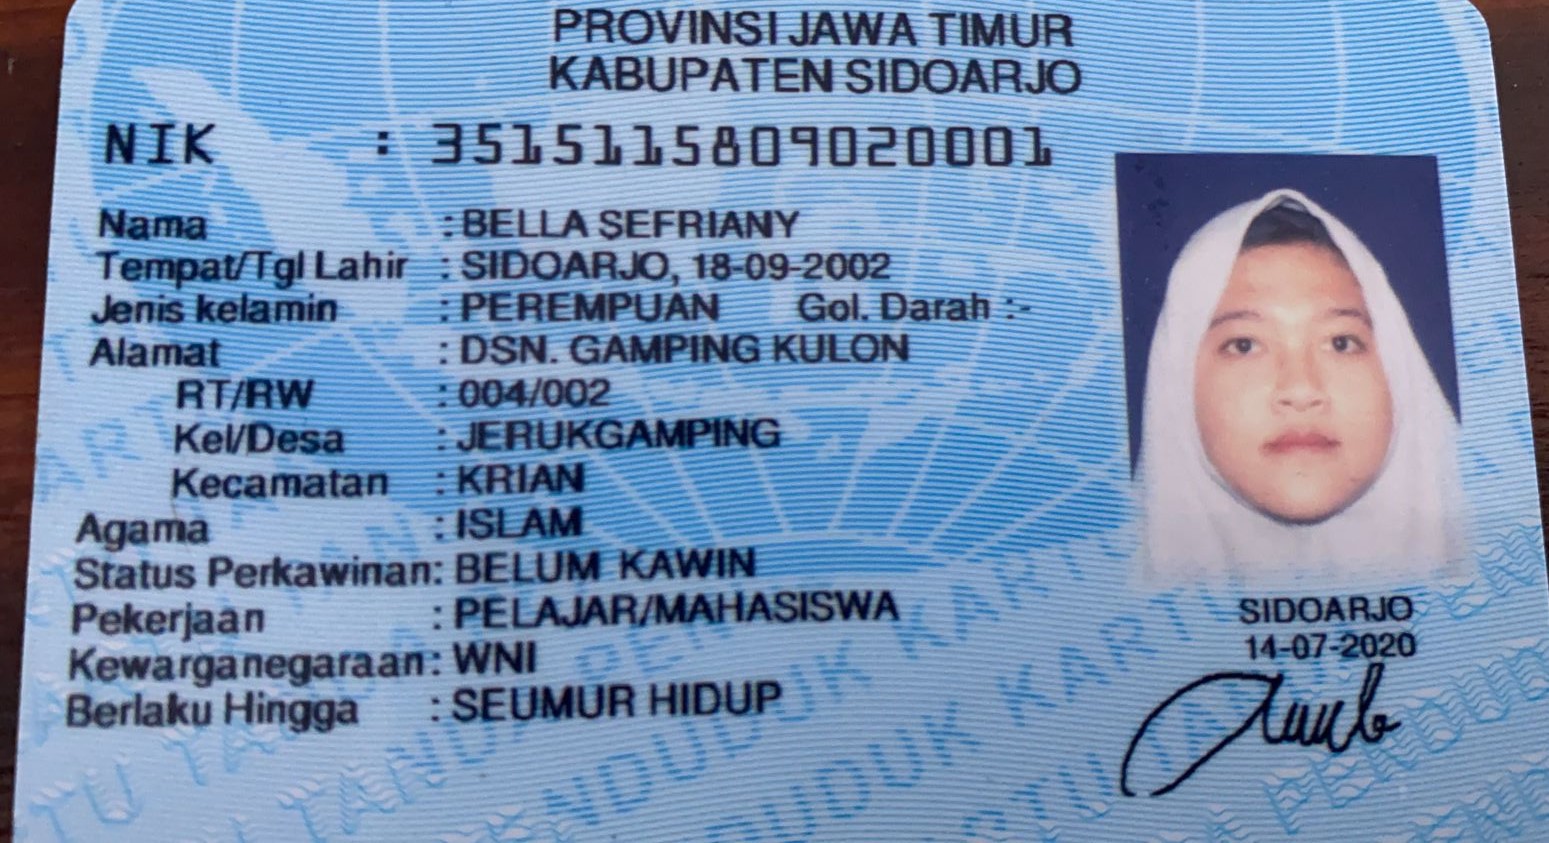 PROVINSI JAWA TIMUR
KABUPATEN SIDOARJO
NIK : 3515115809020001
Nama : BELLA SEFRIANY
Tempat/Tgl Lahir : SIDOARJO, 18-09-2002
Jenis kelamin : PEREMPUAN Gol. Darah :-
Alamat : DSN. GAMPING KULON
RT/RW : 004/002
Kel/Desa : JERUKGAMPING
Kecamatan : KRIAN
Agama : ISLAM
Status Perkawinan: BELUM KAWIN
Pekerjaan : PELAJAR/MAHASISWA
Kewarganegaraan: WNI
Berlaku Hingga : SEUMUR HIDUP
SIDOARJO
14-07-2020